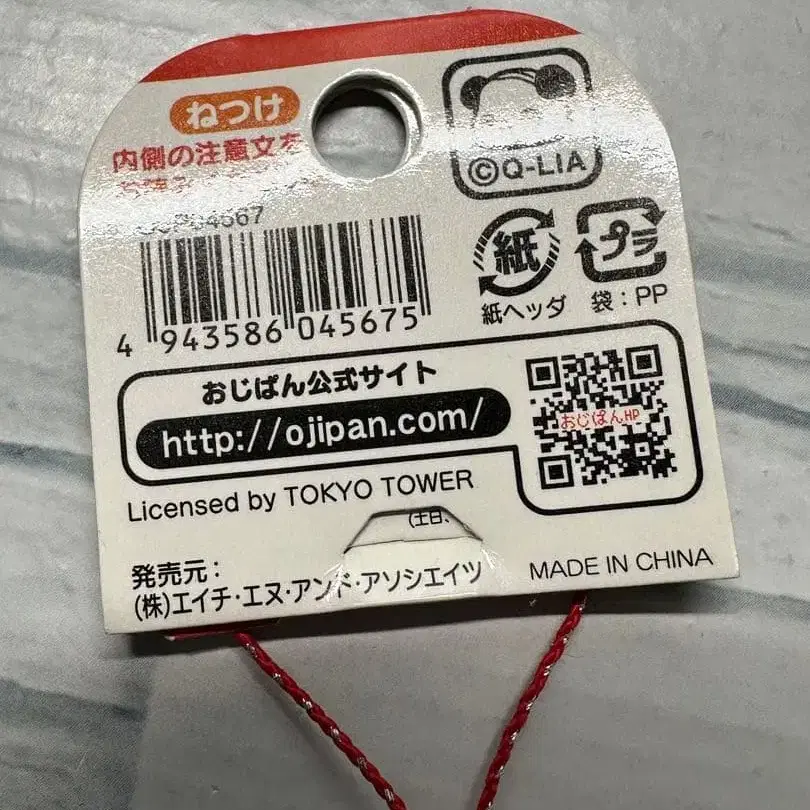 ねつけ
内側の注意文を
©Q-LIA
4567
4 943586 045675
紙
紙ヘッダ
プラ
袋：PP
おじぱん公式サイト
http://ojipan.com/
おじぱんHP
Licensed by TOKYO TOWER
(土日、
発売元：
(株)エイチ･エヌ･アンド･アソシエイツ
MADE IN CHINA